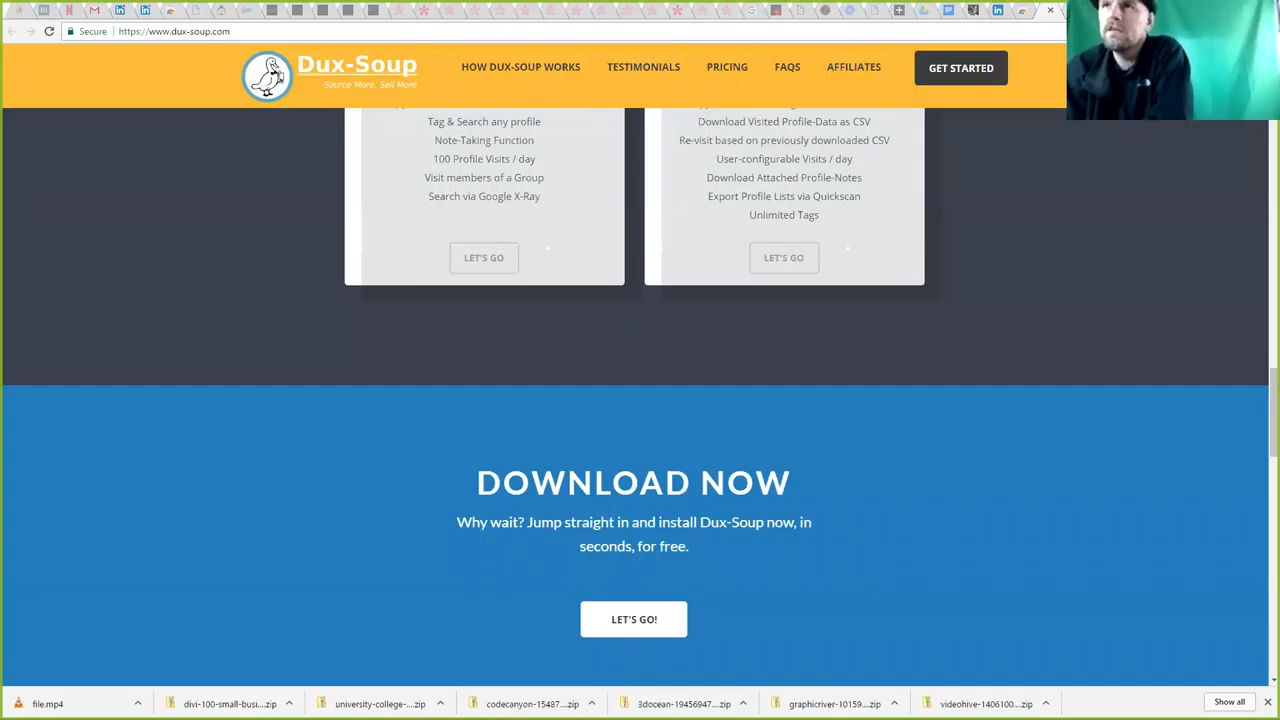 Secure
https://www.dux-soup.com
Dux-Soup
Source More. Sell More
HOW DUX-SOUP WORKS
TESTIMONIALS
PRICING
FAQS
AFFILIATES
GET STARTED
Tag & Search any profile
Note-Taking Function
100 Profile Visits / day
Visit members of a Group
Search via Google X-Ray
LET'S GO
Download Visited Profile-Data as CSV
Re-visit based on previously downloaded CSV
User-configurable Visits / day
Download Attached Profile-Notes
Export Profile Lists via Quickscan
Unlimited Tags
LET'S GO
DOWNLOAD NOW
Why wait? Jump straight in and install Dux-Soup now, in
seconds, for free.
LET'S GO!
file.mp4
divi-100-small-busi....zip
university-college-....zip
codecanyon-15487....zip
3docean-19456947....zip
graphicriver-10159....zip
videohive-1406100....zip
Show all